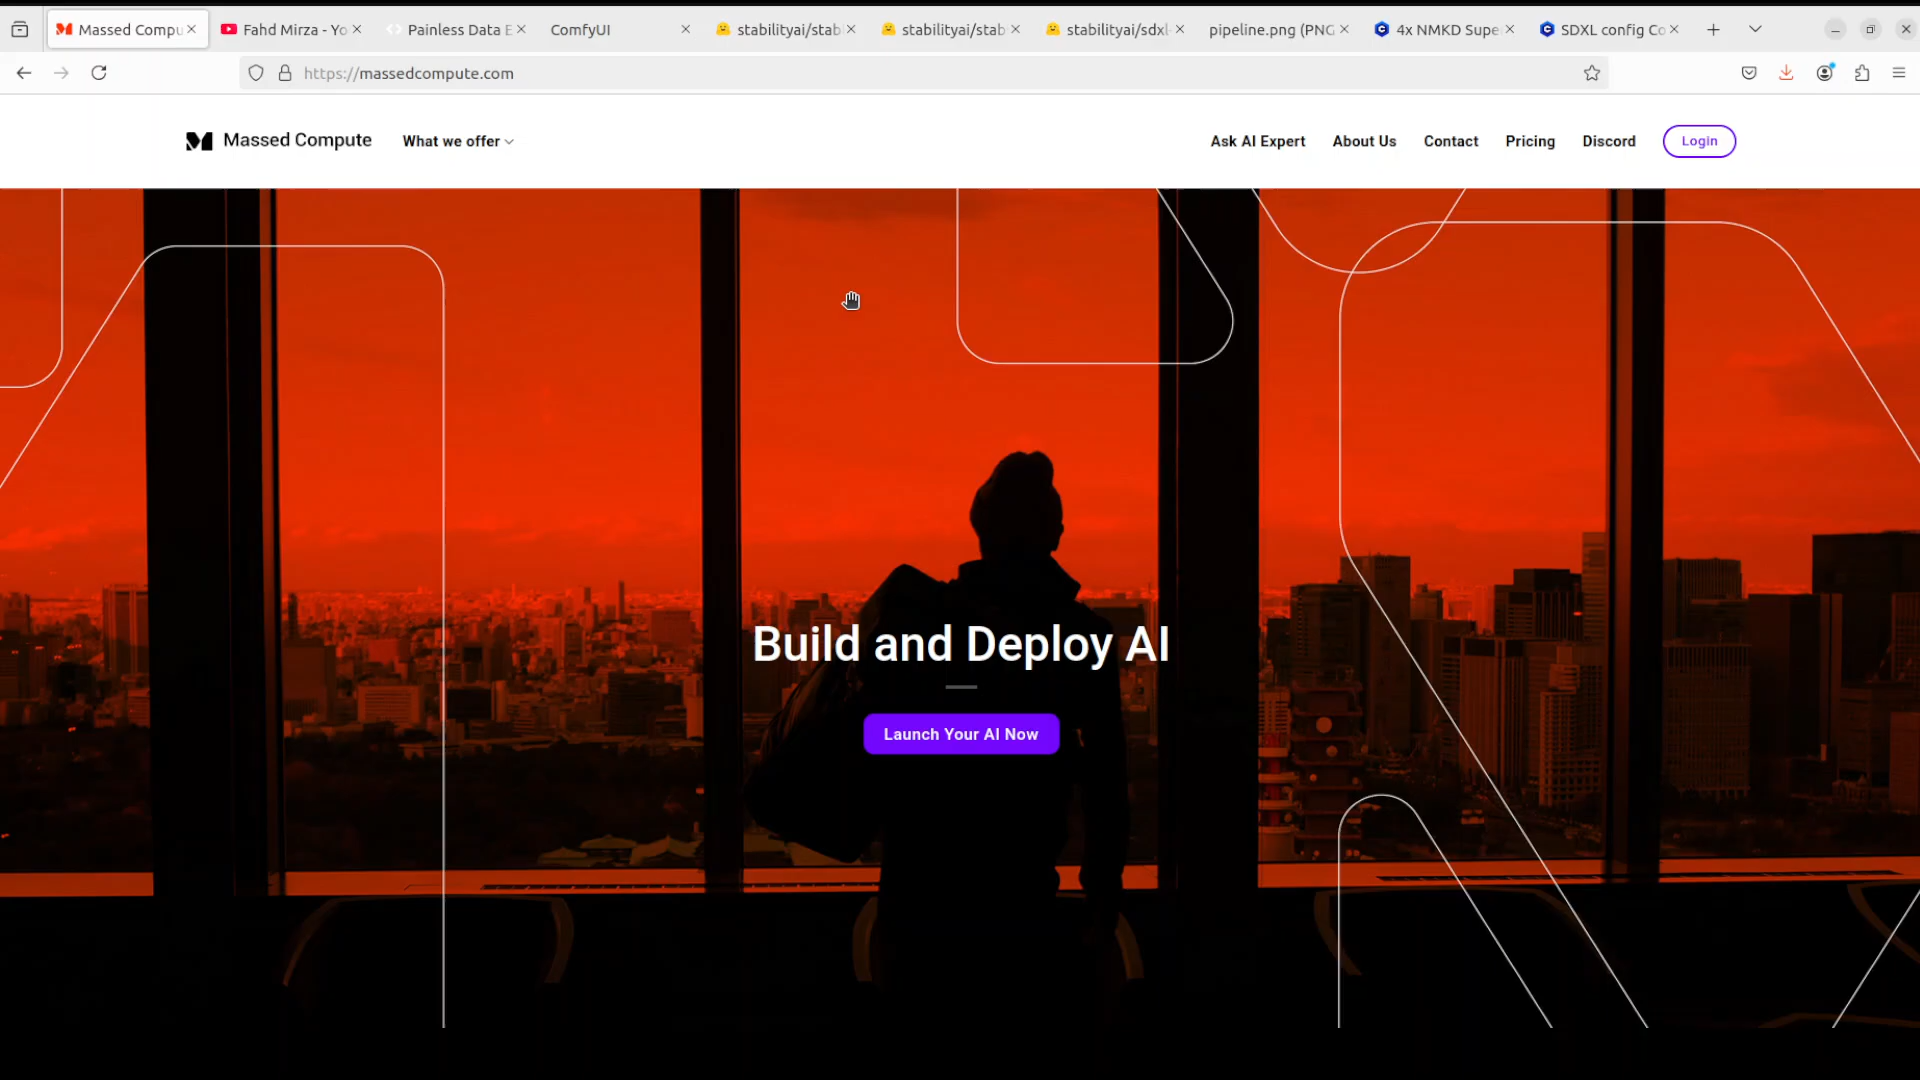 Massed Compu
Fahd Mirza - Yo
Painless Data E
ComfyUI
stabilityai/stab
stabilityai/stab
stabilityai/sdxl-
pipeline.png (PNG
4x NMKD Supe
SDXL config Co
https://massedcompute.com
Massed Compute
What we offer
Ask AI Expert
About Us
Contact
Pricing
Discord
Login
Build and Deploy AI
Launch Your AI Now